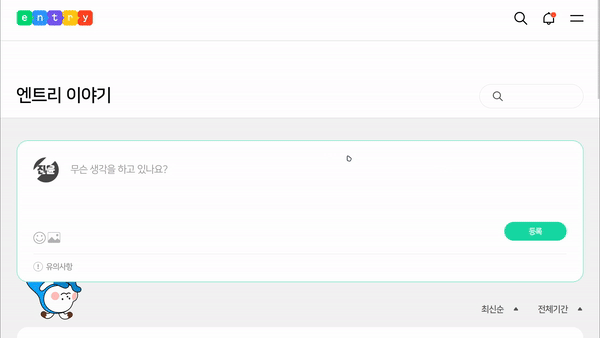 entry
엔트리 이야기
무슨 생각을 하고 있나요?
등록
유의사항
최신순 전체기간